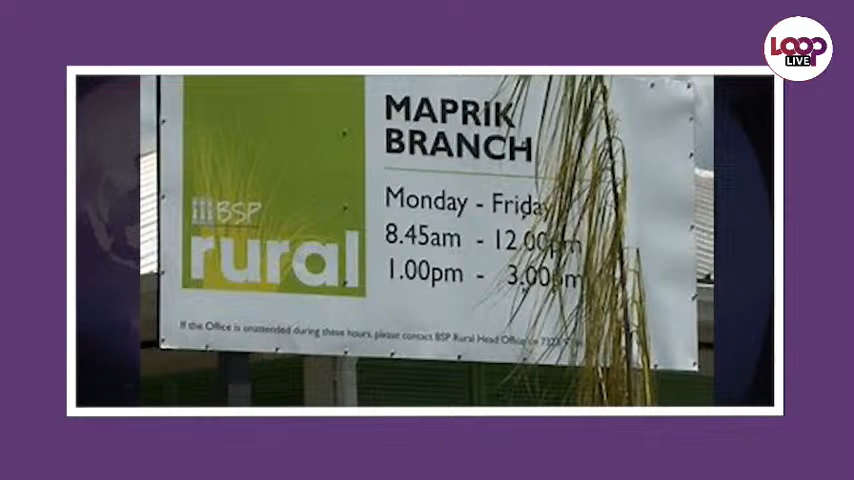 LOOP
LIVE
MAPRIK
BRANCH
Monday - Friday
8.45am - 12.00pm
1.00pm - 3.00pm
BSP
rural
If the Office is unattended during these hours, please contact BSP Rural Head Office on